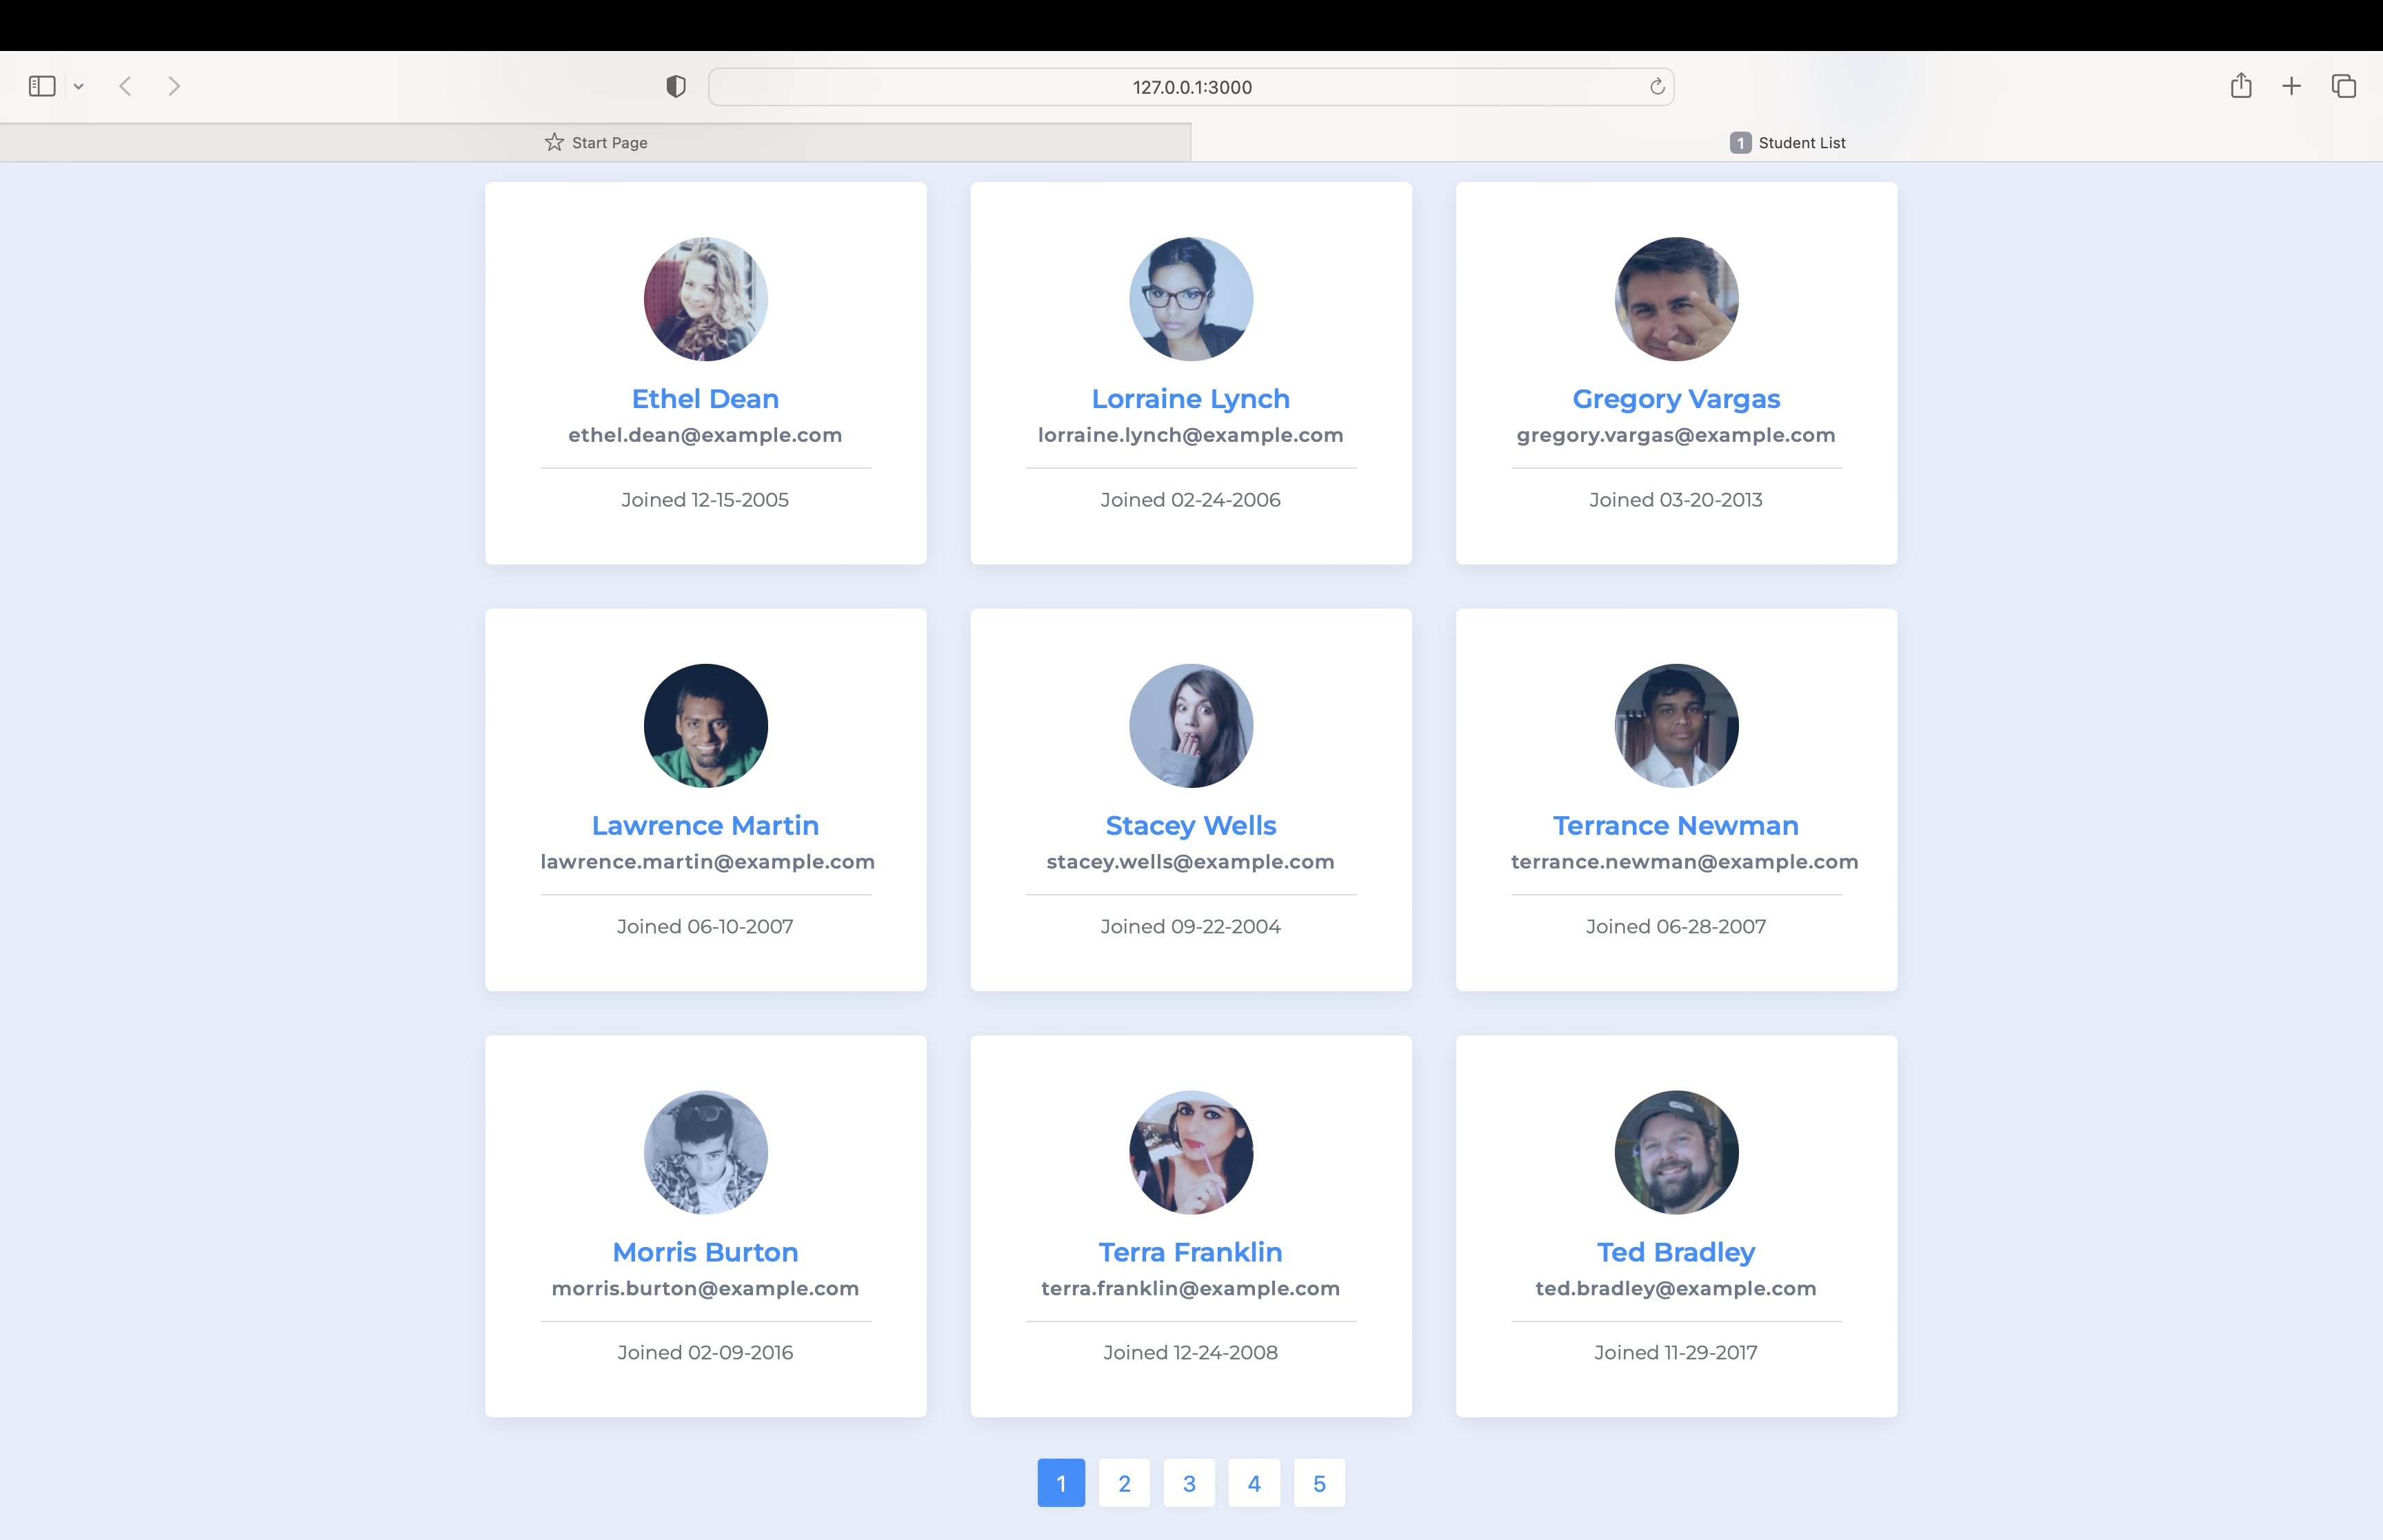 127.0.0.1:3000
Start Page
1 Student List
Ethel Dean
ethel.dean@example.com
Joined 12-15-2005
Lorraine Lynch
lorraine.lynch@example.com
Joined 02-24-2006
Gregory Vargas
gregory.vargas@example.com
Joined 03-20-2013
Lawrence Martin
lawrence.martin@example.com
Joined 06-10-2007
Stacey Wells
stacey.wells@example.com
Joined 09-22-2004
Terrance Newman
terrance.newman@example.com
Joined 06-28-2007
Morris Burton
morris.burton@example.com
Joined 02-09-2016
Terra Franklin
terra.franklin@example.com
Joined 12-24-2008
Ted Bradley
ted.bradley@example.com
Joined 11-29-2017
1 2 3 4 5